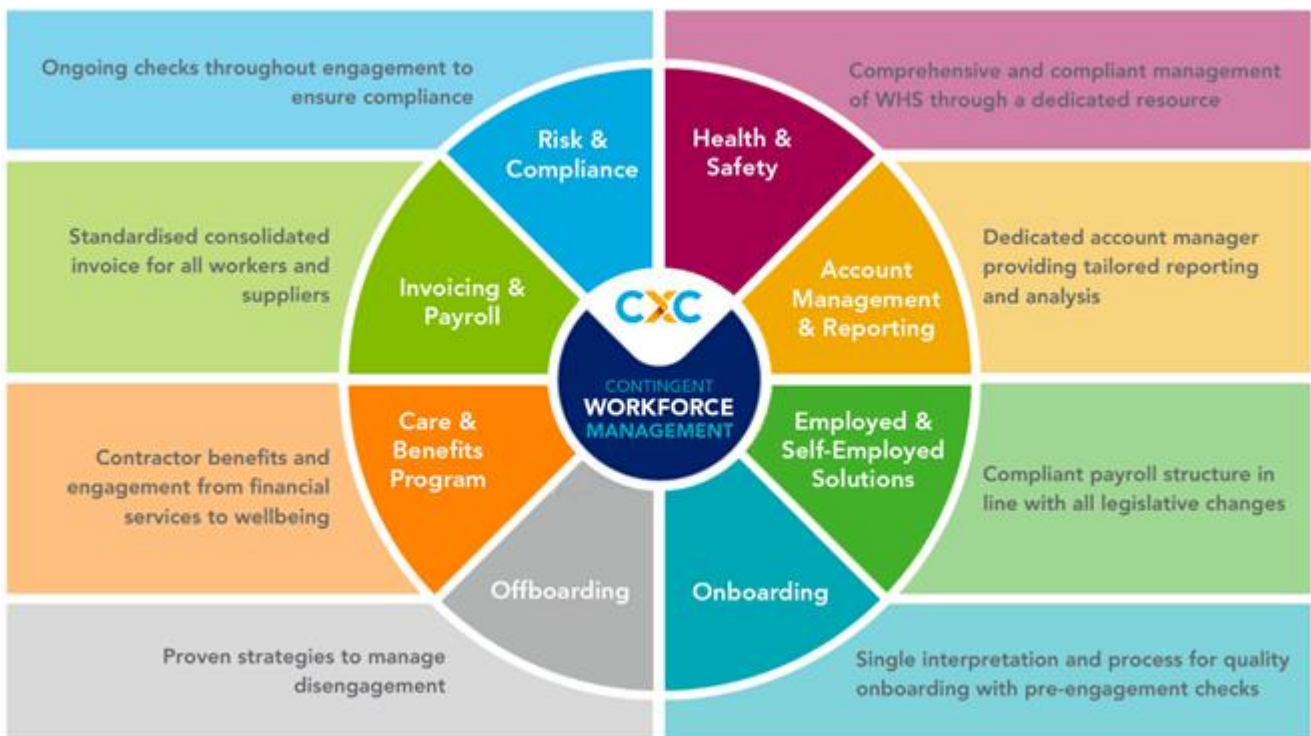 Ongoing checks throughout engagement to
ensure compliance
Risk &
Compliance
Health &
Safety
Comprehensive and compliant management
of WHS through a dedicated resource
Standardised consolidated
invoice for all workers and
suppliers
Invoicing &
Payroll
Account
Management
& Reporting
Dedicated account manager
providing tailored reporting
and analysis
CXC
CONTINGENT
WORKFORCE
MANAGEMENT
Contractor benefits and
engagement from financial
services to wellbeing
Care &
Benefits
Program
Employed &
Self-Employed
Solutions
Compliant payroll structure in
line with all legislative changes
Offboarding
Onboarding
Proven strategies to manage
disengagement
Single interpretation and process for quality
onboarding with pre-engagement checks